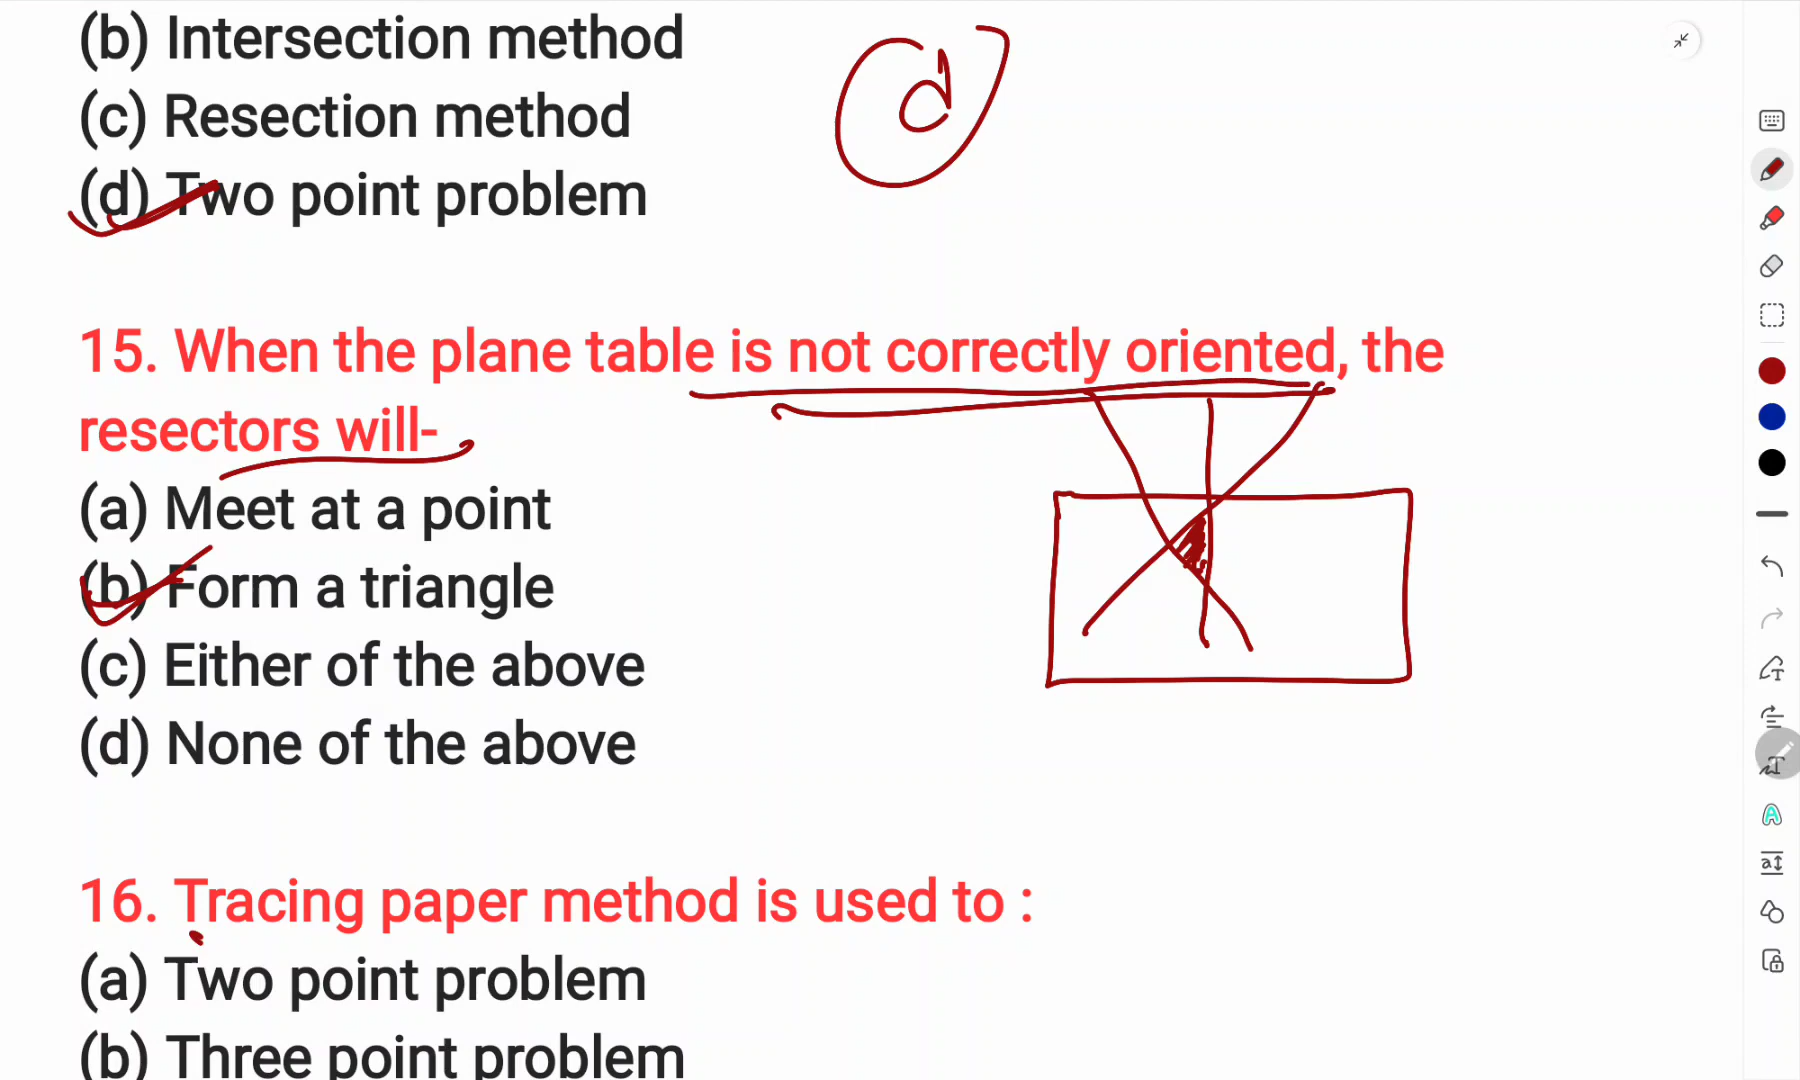 (b) Intersection method
d
(c) Resection method
(d) Two point problem
15. When the plane table is not correctly oriented, the
resectors will-
(a) Meet at a point
(b) Form a triangle
(c) Either of the above
(d) None of the above
16. Tracing paper method is used to :
(a) Two point problem
(b) Three point problem